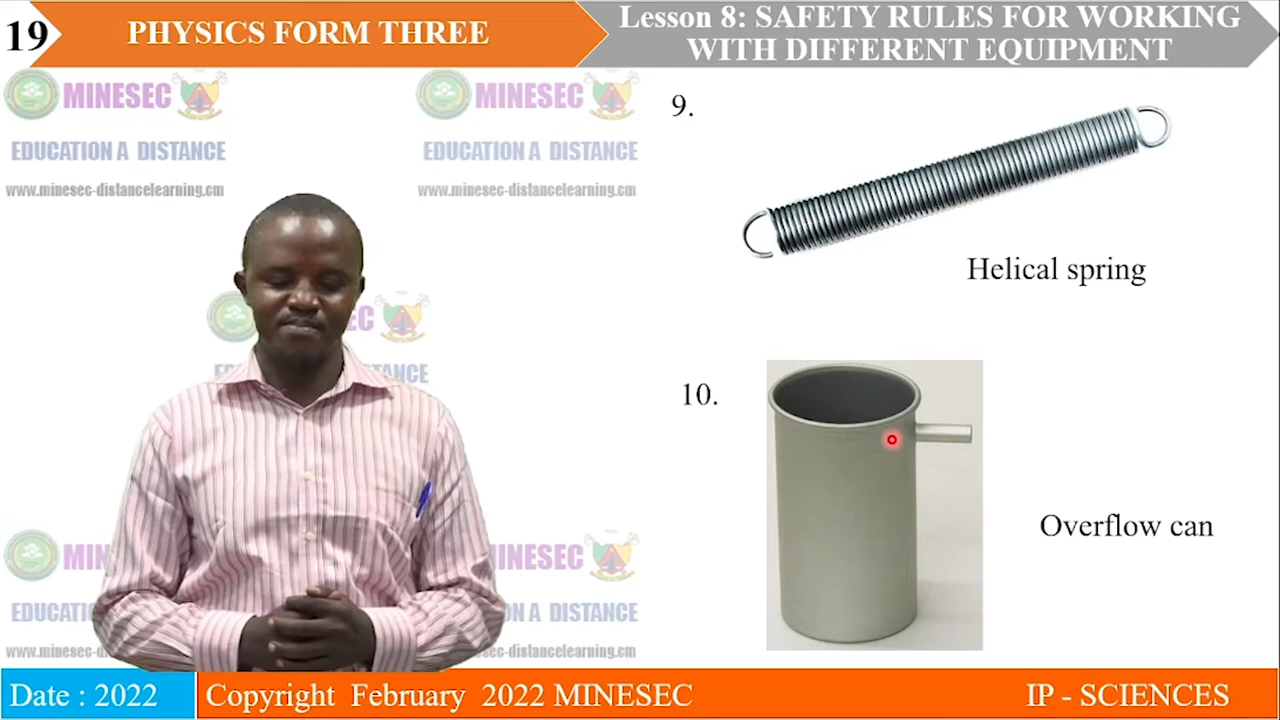 19
PHYSICS FORM THREE
Lesson 8: SAFETY RULES FOR WORKING
WITH DIFFERENT EQUIPMENT
MINESEC
MINESEC
EDUCATION A DISTANCE
EDUCATION A DISTANCE
www.minesec-distancelearning.cm
www.minesec-distancelearning.cm
9.
Helical spring
10.
Overflow can
MINESEC
Date : 2022
Copyright February 2022 MINESEC
IP - SCIENCES